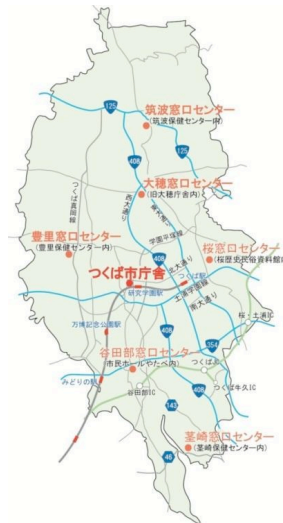 125
筑波窓口センター
(筑波保健センター内)
408
125
大穂窓口センター
(旧大穂庁舎内)
つくば真岡線
西大通り
東大通り
学園平塚線
豊里窓口センター
(豊里保健センター内)
桜窓口センター
(桜歴史民俗資料館
408
北大通り
つくば市庁舎
つくば駅
研究学園駅
土浦学園線
南大通り
万博記念公園駅
桜・土浦IC
408
354
谷田部窓口センター
(市民ホールやたべ内)
つくばJC
みどりの駅
谷田部IC
408
つくば牛久IC
143
茎崎窓口センター
(茎崎保健センター内)
46